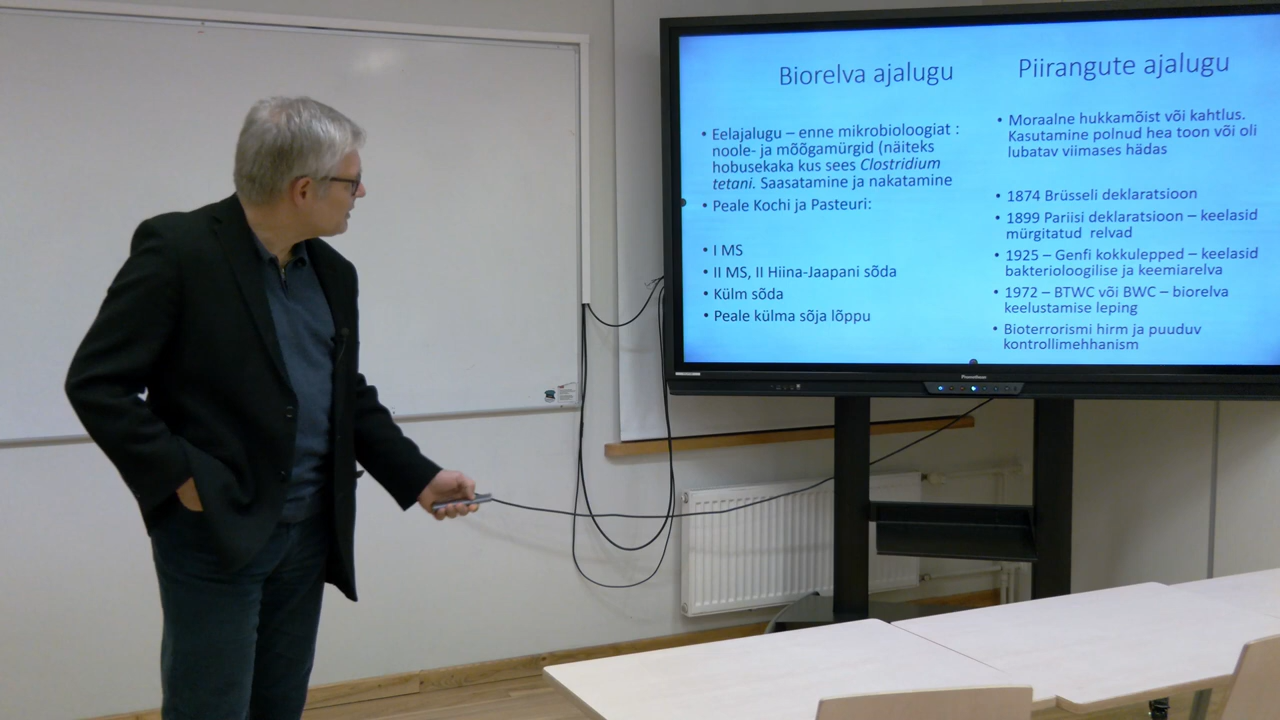 Biorelva ajalugu
• Eelajalugu – enne mikrobioloogiat :
noole- ja mõõgamürgid (näiteks
hobusekaka kus sees Clostridium
tetani. Saasatamine ja nakatamine
• Peale Kochi ja Pasteuri:
• I MS
• II MS, II Hiina-Jaapani sõda
• Külm sõda
• Peale külma sõja lõppu
Piirangute ajalugu
• Moraalne hukkamõist või kahtlus.
Kasutamine polnud hea toon või oli
lubatav viimases hädas
• 1874 Brüsseli deklaratsioon
• 1899 Pariisi deklaratsioon – keelasid
mürgitatud relvad
• 1925 – Genfi kokkulepped – keelasid
bakterioloogilise ja keemiarelva
• 1972 – BTWC või BWC – biorelva
keelustamise leping
• Bioterrorismi hirm ja puuduv
kontrollimehhanism
Promethean